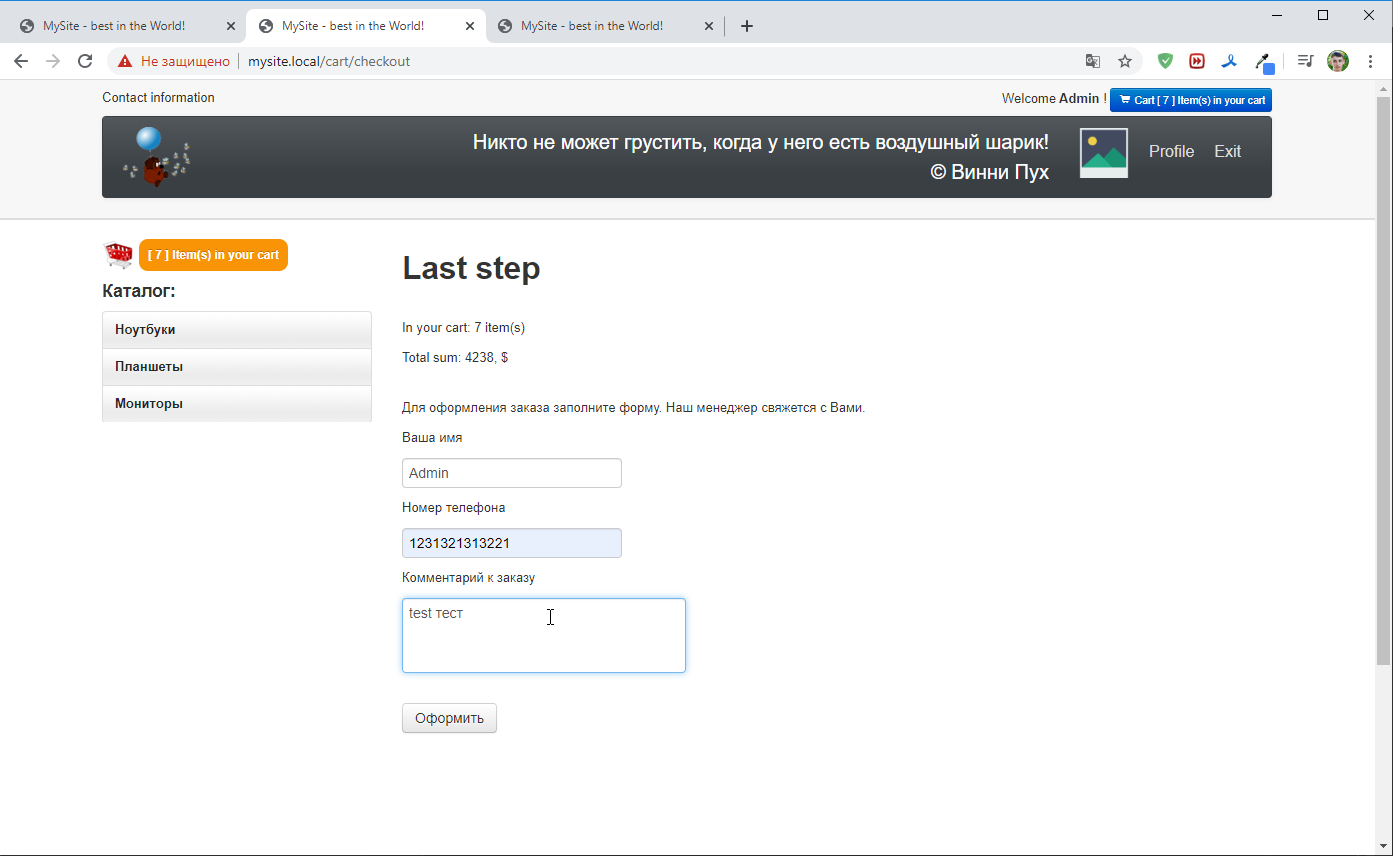 MySite - best in the World!
MySite - best in the World!
MySite - best in the World!
Не защищено
mysite.local/cart/checkout
Contact information
Welcome Admin !
Cart [ 7 ] Item(s) in your cart
Никто не может грустить, когда у него есть воздушный шарик!
© Винни Пух
Profile
Exit
[ 7 ] Item(s) in your cart
Каталог:
Ноутбуки
Планшеты
Мониторы
Last step
In your cart: 7 item(s)
Total sum: 4238, $
Для оформления заказа заполните форму. Наш менеджер свяжется с Вами.
Ваша имя
Admin
Номер телефона
1231321313221
Комментарий к заказу
test тест
Оформить